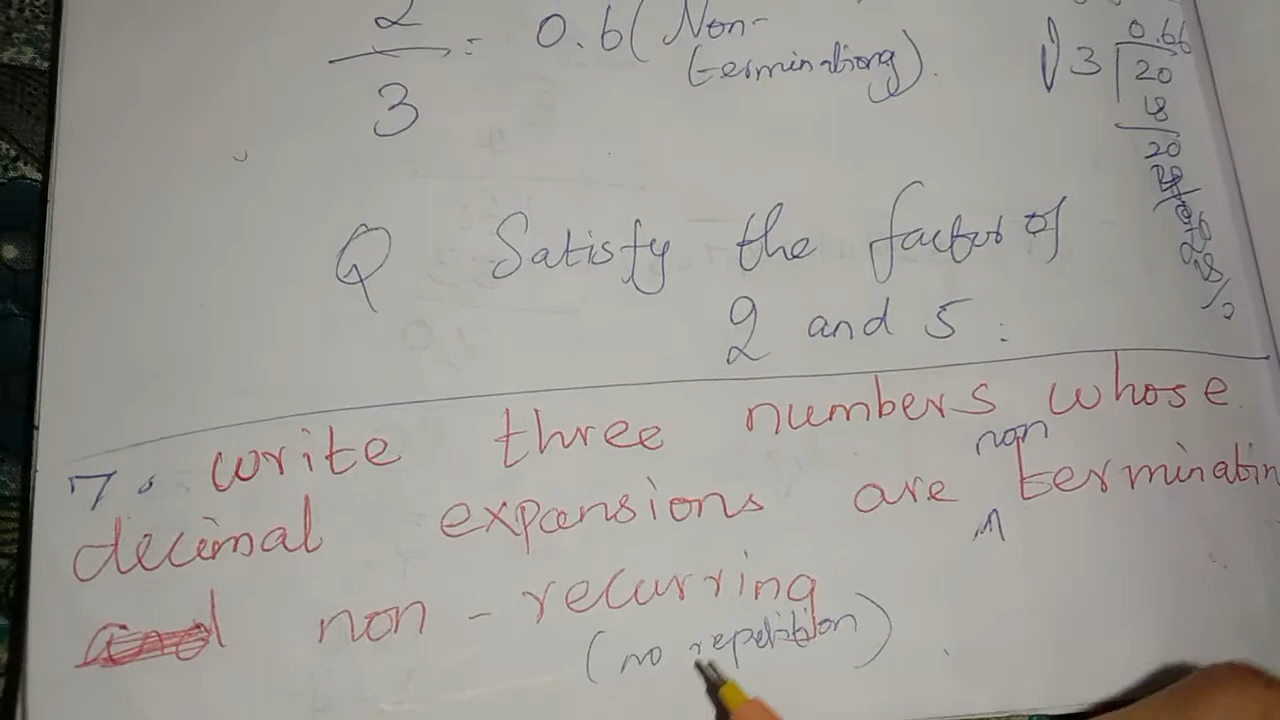 2/3 = 0.6 (Non-
terminationg).
0.66
3 20
18
20
Q Satisfy the factor of
2 and 5.
7. write three numbers whose
non
decimal expansions are terminatin
non - recurring
(no repetition)